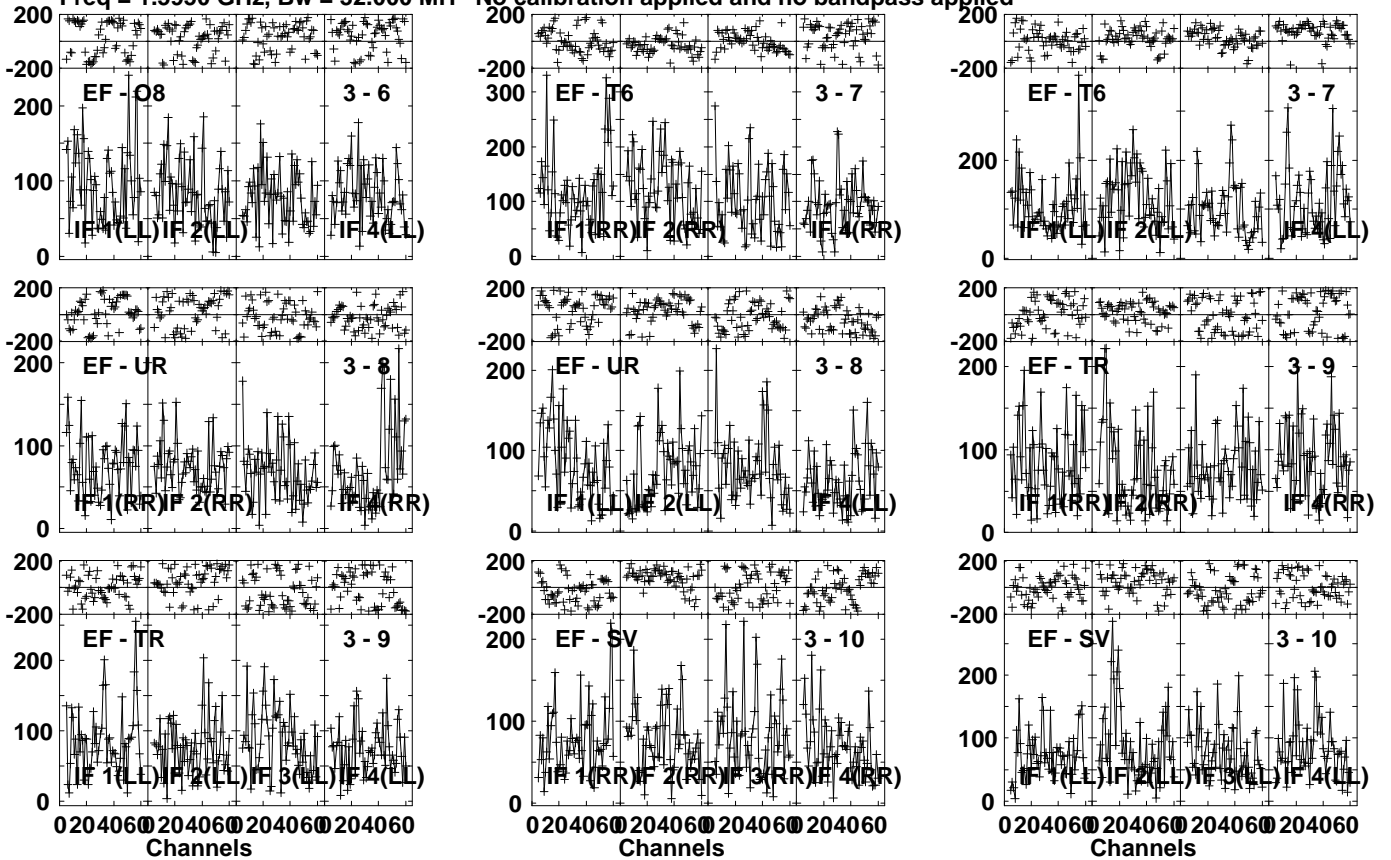 GHz, Bw = No calibration applied and no bandpass applied
200 200 200
-200 -200 -200
EF - O8 3 - 6 300 EF - T6 3 - 7 EF - T6 3 - 7
200 200 200
100 100
IF 1(LL) IF 2(LL) IF 4(LL) IF 1(RR) IF 2(RR) IF 4(RR) IF 1(LL) IF 2(LL) IF 4(LL)
0 0 0
200 200 200
-200 -200 -200
EF - UR 3 - 8 EF - UR 3 - 8 EF - TR 3 - 9
200 200 200
100 100 100
IF 1(RR) IF 2(RR) IF 4(RR) IF 1(LL) IF 2(LL) IF 4(LL) IF 1(RR) IF 2(RR) IF 4(RR)
0 0 0
200 200 200
-200 -200 -200
EF - TR 3 - 9 EF - SV 3 - 10 EF - SV 3 - 10
200 200 200
100 100 100
IF 1(LL) IF 2(LL) IF 3(LL) IF 4(LL) IF 1(RR) IF 2(RR) IF 3(RR) IF 4(RR) IF 1(LL) IF 2(LL) IF 3(LL) IF 4(LL)
0 0 0
0 20 40 60 0 20 40 60 0 20 40 60 0 20 40 60 0 20 40 60 0 20 40 60 0 20 40 60 0 20 40 60 0 20 40 60 0 20 40 60 0 20 40 60 0 20 40 60
Channels Channels Channels